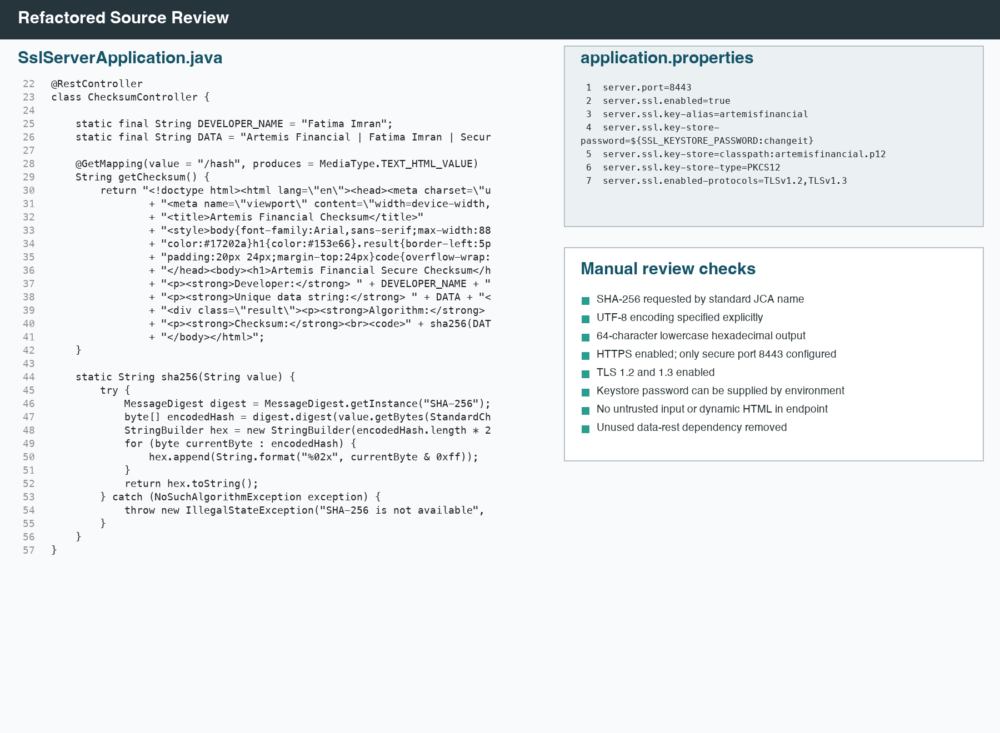 Refactored Source Review
SslServerApplication.java
22 @RestController
23 class ChecksumController {
24
25     static final String DEVELOPER_NAME = "Fatima Imran";
26     static final String DATA = "Artemis Financial | Fatima Imran | Secur
27
28     @GetMapping(value = "/hash", produces = MediaType.TEXT_HTML_VALUE)
29     String getChecksum() {
30         return "<!doctype html><html lang=\"en\"><head><meta charset=\"u
31                 + "<meta name=\"viewport\" content=\"width=device-width,
32                 + "<title>Artemis Financial Checksum</title>"
33                 + "<style>body{font-family:Arial,sans-serif;max-width:88
34                 + "color:#17202a}h1{color:#153e66}.result{border-left:5p
35                 + "padding:20px 24px;margin-top:24px}code{overflow-wrap:
36                 + "</head><body><h1>Artemis Financial Secure Checksum</h
37                 + "<p><strong>Developer:</strong> " + DEVELOPER_NAME + "
38                 + "<p><strong>Unique data string:</strong> " + DATA + "<
39                 + "<div class=\"result\"><p><strong>Algorithm:</strong>
40                 + "<p><strong>Checksum:</strong><br><code>" + sha256(DAT
41                 + "</body></html>";
42     }
43
44     static String sha256(String value) {
45         try {
46             MessageDigest digest = MessageDigest.getInstance("SHA-256");
47             byte[] encodedHash = digest.digest(value.getBytes(StandardCh
48             StringBuilder hex = new StringBuilder(encodedHash.length * 2
49             for (byte currentByte : encodedHash) {
50                 hex.append(String.format("%02x", currentByte & 0xff));
51             }
52             return hex.toString();
53         } catch (NoSuchAlgorithmException exception) {
54             throw new IllegalStateException("SHA-256 is not available",
55         }
56     }
57 }
application.properties
1 server.port=8443
2 server.ssl.enabled=true
3 server.ssl.key-alias=artemisfinancial
4 server.ssl.key-store-
password=${SSL_KEYSTORE_PASSWORD:changeit}
5 server.ssl.key-store=classpath:artemisfinancial.p12
6 server.ssl.key-store-type=PKCS12
7 server.ssl.enabled-protocols=TLSv1.2,TLSv1.3
Manual review checks
SHA-256 requested by standard JCA name
UTF-8 encoding specified explicitly
64-character lowercase hexadecimal output
HTTPS enabled; only secure port 8443 configured
TLS 1.2 and 1.3 enabled
Keystore password can be supplied by environment
No untrusted input or dynamic HTML in endpoint
Unused data-rest dependency removed